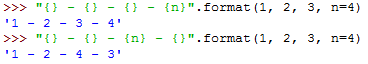 >>> "{} - {} - {} - {n}".format(1, 2, 3, n=4)
'1 - 2 - 3 - 4'
>>> "{} - {} - {n} - {}".format(1, 2, 3, n=4)
'1 - 2 - 4 - 3'